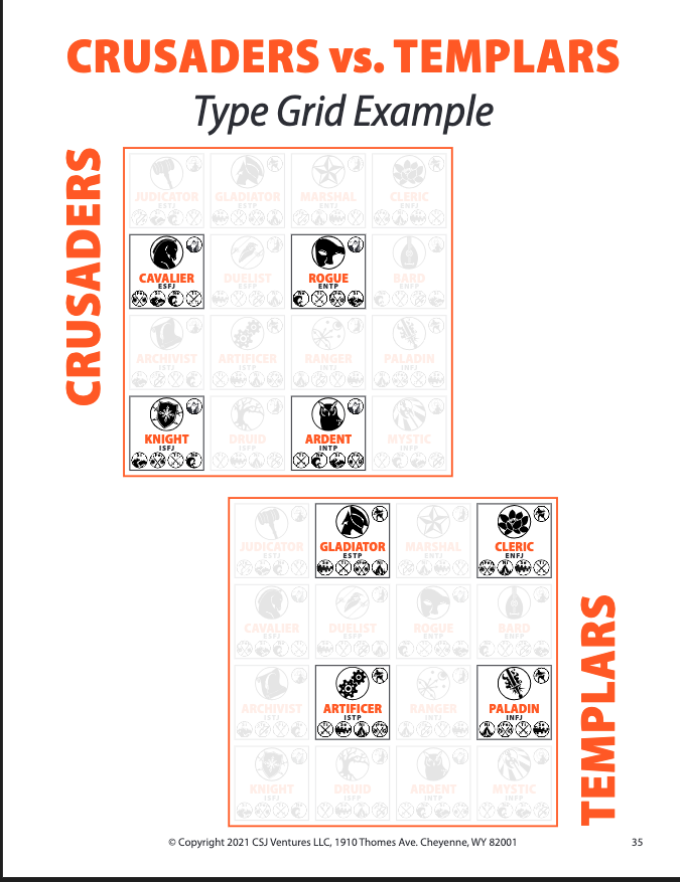 CRUSADERS vs. TEMPLARS
Type Grid Example
CRUSADERS
JUDICATOR GLADIATOR MARSHAL CLERIC
ESTJ ESTP ENTJ ENFJ
CAVALIER DUELIST ROGUE BARD
ESFJ ESFP ENTP ENFP
ARCHIVIST ARTIFICER RANGER PALADIN
ISTJ ISTP INTJ INFJ
KNIGHT DRUID ARDENT MYSTIC
ISFJ ISFP INTP INFP
JUDICATOR GLADIATOR MARSHAL CLERIC
ESTJ ESTP ENTJ ENFJ
CAVALIER DUELIST ROGUE BARD
ESFJ ESFP ENTP ENFP
ARCHIVIST ARTIFICER RANGER PALADIN
ISTJ ISTP INTJ INFJ
KNIGHT DRUID ARDENT MYSTIC
ISFJ ISFP INTP INFP
TEMPLARS
© Copyright 2021 CSJ Ventures LLC, 1910 Thomes Ave. Cheyenne, WY 82001
35